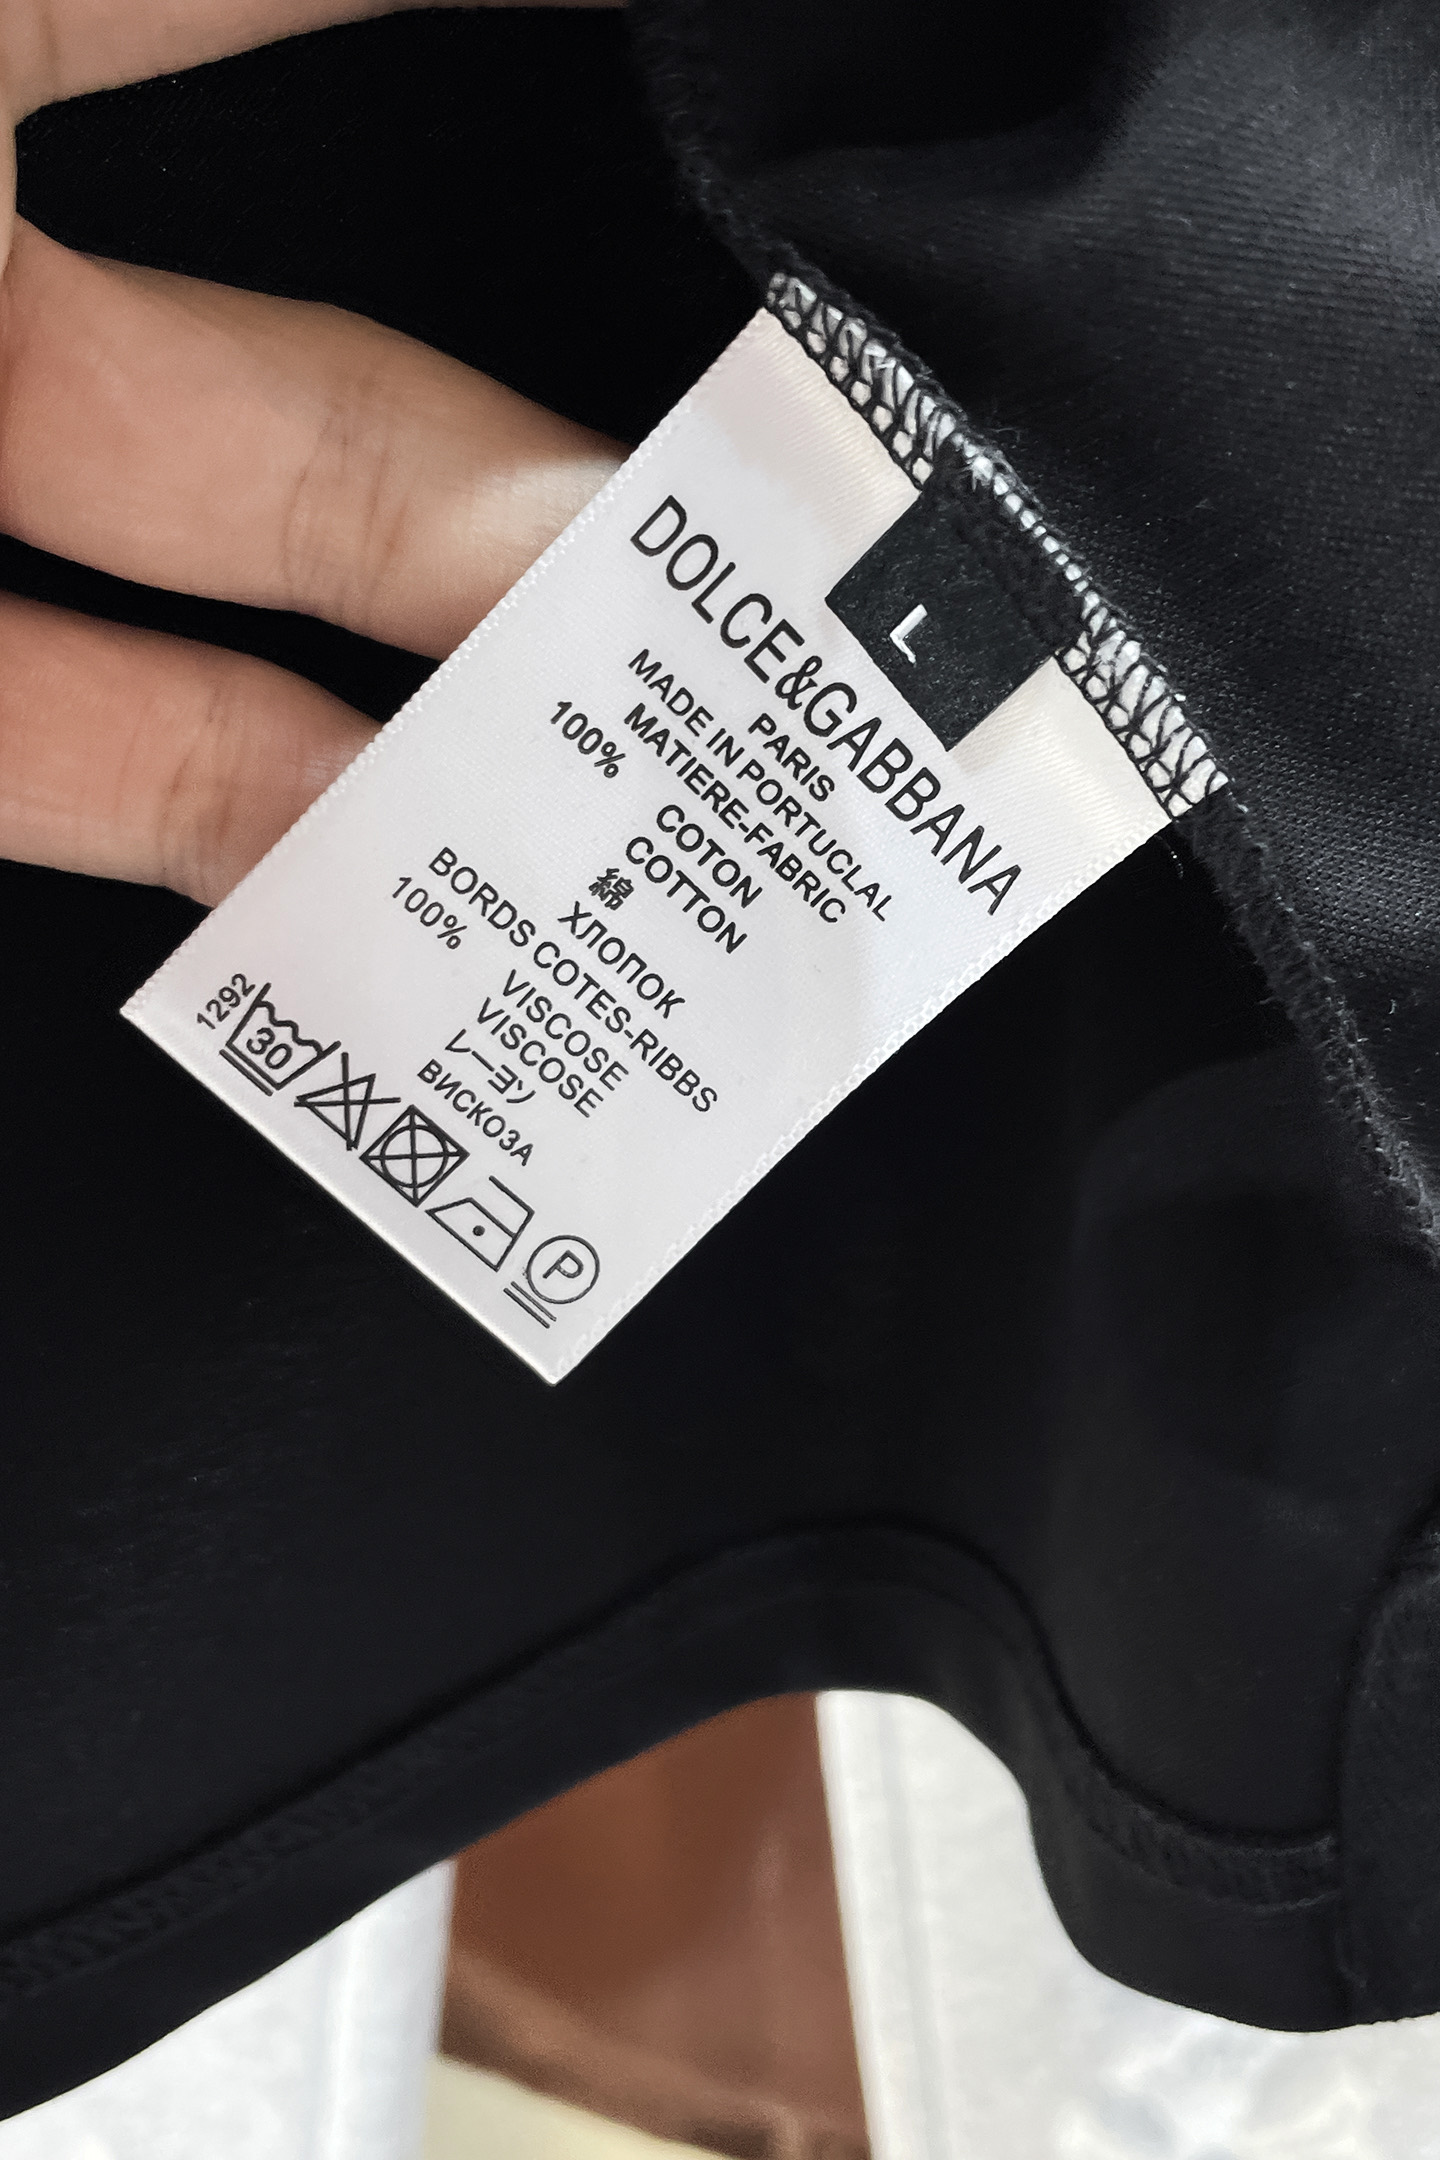 L
DOLCE&GABBANA
PARIS
MADE IN PORTUCLAL
MATIERE-FABRIC
100%
COTON
COTTON
綿
ХЛОПОК
BORDS COTES-RIBBS
100%
VISCOSE
VISCOSE
レーヨン
ВИСКОЗА
1292
30
P